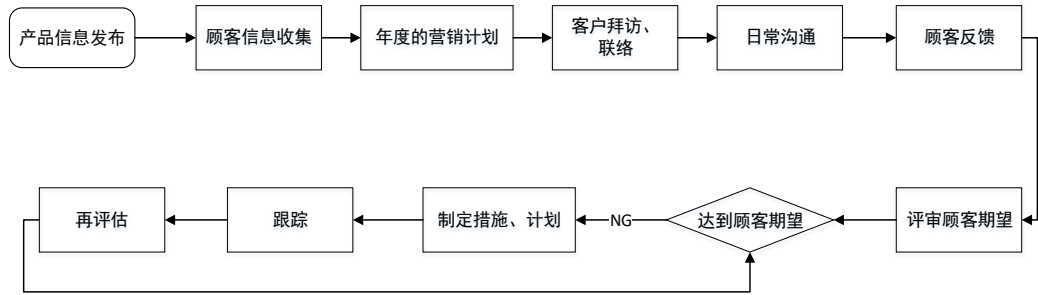 产品信息发布
顾客信息收集
年度的营销计划
客户拜访、
联络
日常沟通
顾客反馈
评审顾客期望
达到顾客期望
NG
制定措施、计划
跟踪
再评估